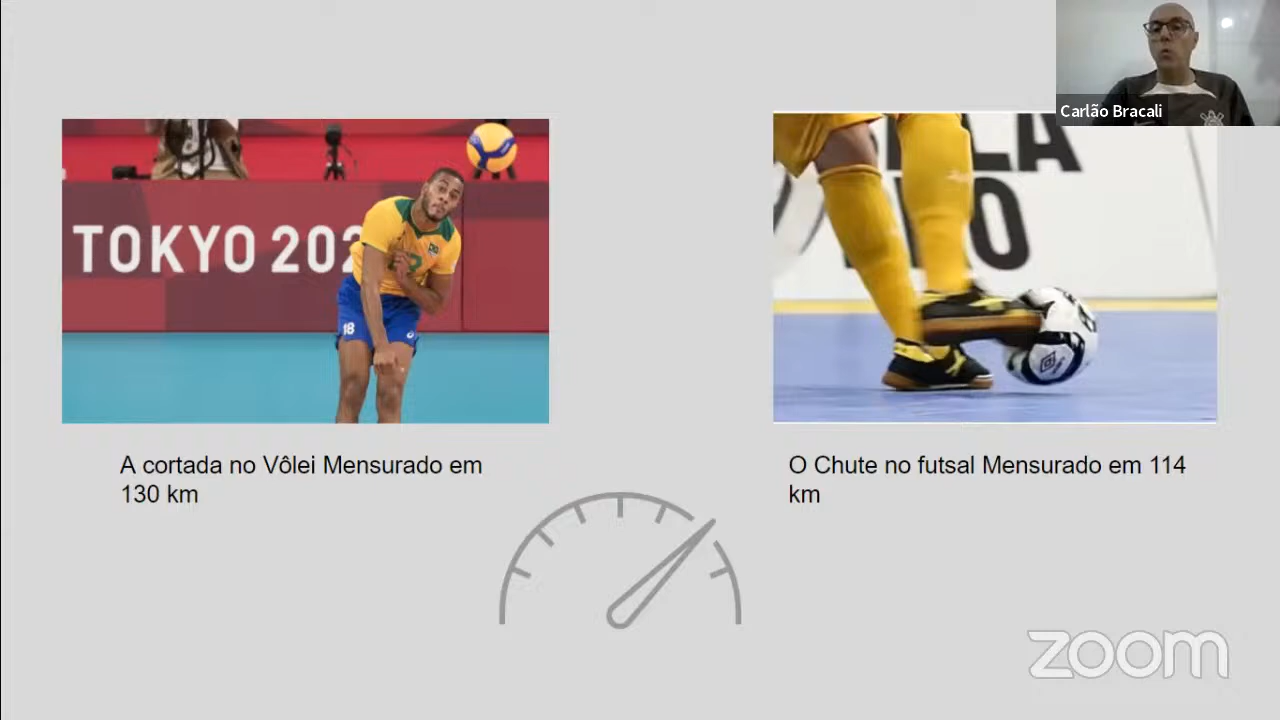 Carlão Bracali
TOKYO 202
18
A cortada no Vôlei Mensurado em
130 km
O Chute no futsal Mensurado em 114
km
zoom